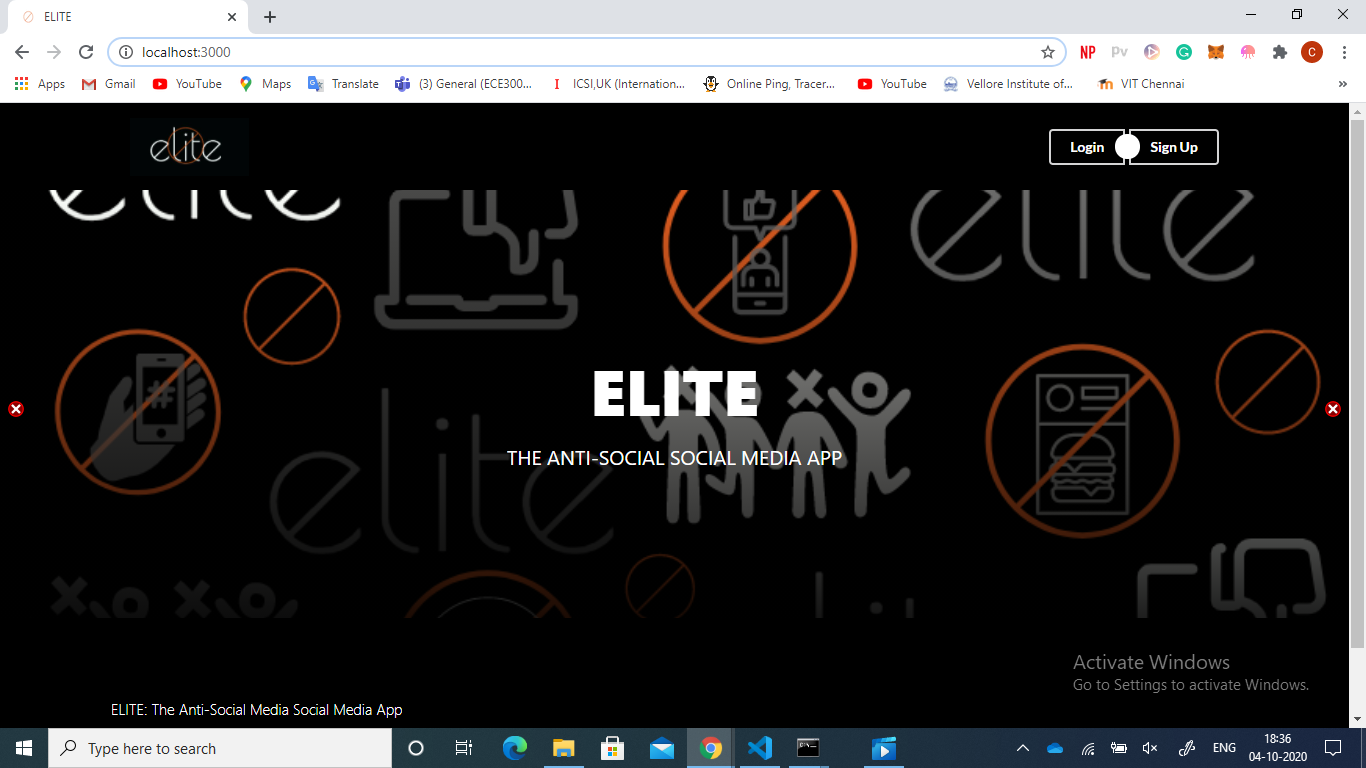 ELITE
localhost:3000
NP
Pv
C
Apps
Gmail
YouTube
Maps
Translate
(3) General (ECE300...
ICSI,UK (Internation...
Online Ping, Tracer...
YouTube
Vellore Institute of...
VIT Chennai
elite
Login
Sign Up
elite
elite
#
ELITE
elite
THE ANTI-SOCIAL SOCIAL MEDIA APP
Activate Windows
Go to Settings to activate Windows.
ELITE: The Anti-Social Media Social Media App
Type here to search
ENG
18:36
04-10-2020